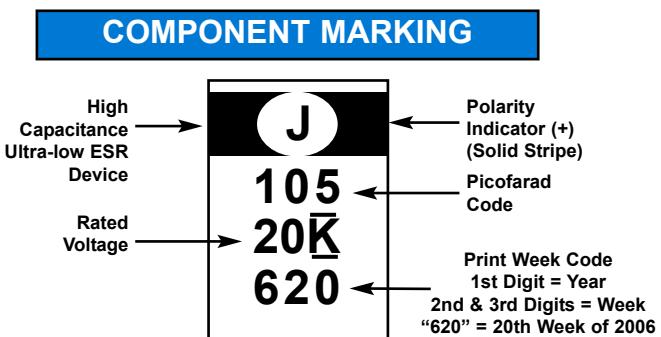 COMPONENT MARKING
High
Capacitance
Ultra-low ESR
Device
J
Polarity
Indicator (+)
(Solid Stripe)
105
Picofarad
Code
Rated
Voltage
20K̲̅
620
Print Week Code
1st Digit = Year
2nd & 3rd Digits = Week
“620” = 20th Week of 2006